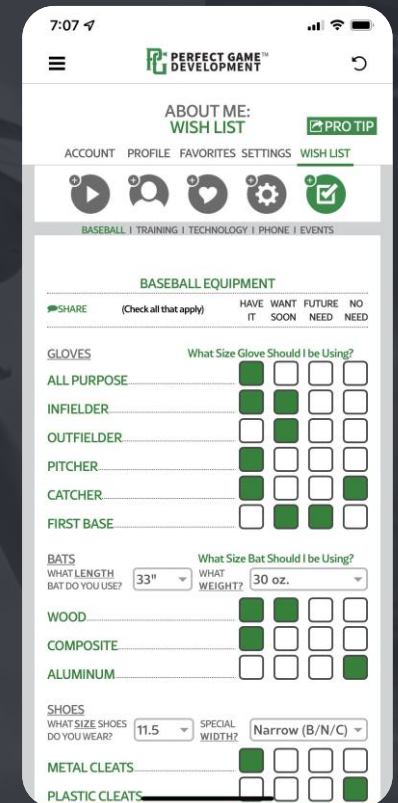 7:07
PERFECT GAME™
DEVELOPMENT
ABOUT ME:
WISH LIST
PRO TIP
ACCOUNT PROFILE FAVORITES SETTINGS WISH LIST
BASEBALL | TRAINING | TECHNOLOGY | PHONE | EVENTS
BASEBALL EQUIPMENT
SHARE (Check all that apply) HAVE IT WANT SOON FUTURE NEED NO NEED
GLOVES What Size Glove Should I be Using?
ALL PURPOSE
INFIELDER
OUTFIELDER
PITCHER
CATCHER
FIRST BASE
BATS What Size Bat Should I be Using?
WHAT LENGTH BAT DO YOU USE? 33" WHAT WEIGHT? 30 oz.
WOOD
COMPOSITE
ALUMINUM
SHOES
WHAT SIZE SHOES DO YOU WEAR? 11.5 SPECIAL WIDTH? Narrow (B/N/C)
METAL CLEATS
PLASTIC CLEATS